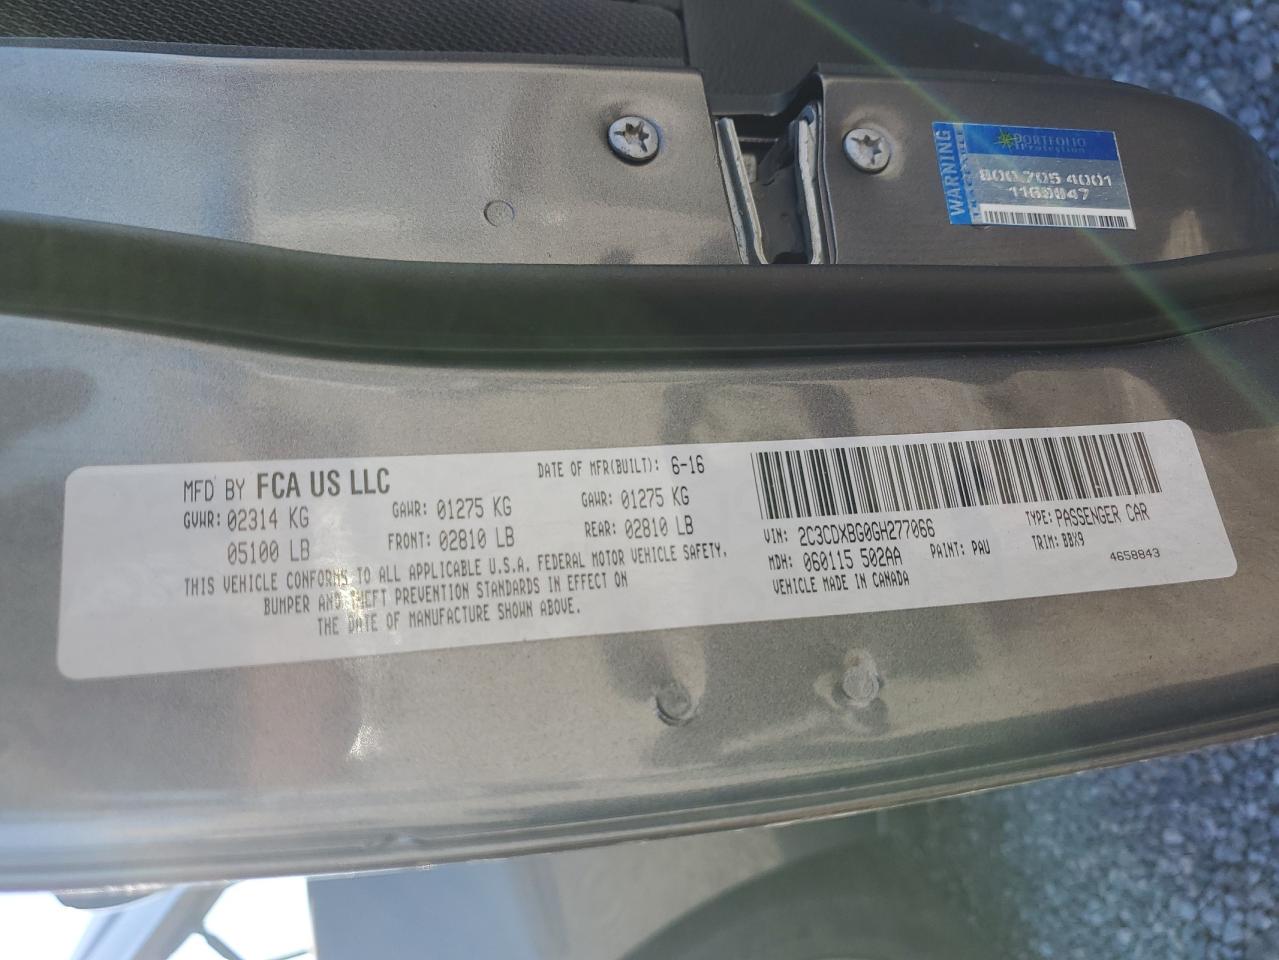 WARNING
PORTFOLIO
Protection
800 705 4001
1169847
MFD BY FCA US LLC
DATE OF MFR(BUILT): 6-16
GVWR: 02314 KG
GAWR: 01275 KG
GAWR: 01275 KG
05100 LB
FRONT: 02810 LB
REAR: 02810 LB
THIS VEHICLE CONFORMS TO ALL APPLICABLE U.S.A. FEDERAL MOTOR VEHICLE SAFETY,
BUMPER AND THEFT PREVENTION STANDARDS IN EFFECT ON
THE DATE OF MANUFACTURE SHOWN ABOVE.
VIN: 2C3CDXBG0GH277066
TYPE: PASSENGER CAR
MDH: 060115 502AA
PAINT: PAU
TRIM: BBX9
VEHICLE MADE IN CANADA
4658843